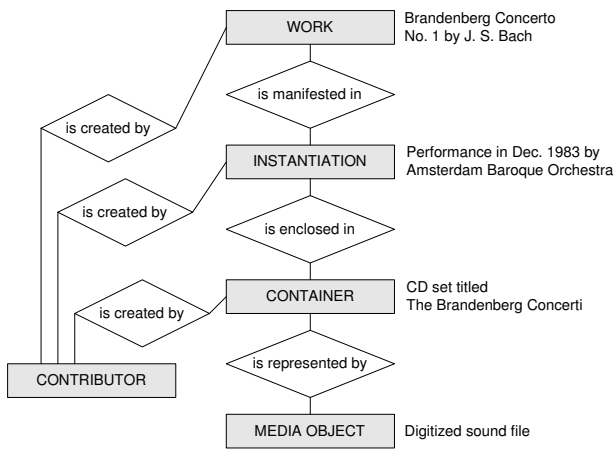 WORK
Brandenberg Concerto
No. 1 by J. S. Bach
is manifested in
is created by
INSTANTIATION
Performance in Dec. 1983 by
Amsterdam Baroque Orchestra
is created by
is enclosed in
CONTAINER
CD set titled
The Brandenberg Concerti
is created by
is represented by
CONTRIBUTOR
MEDIA OBJECT
Digitized sound file